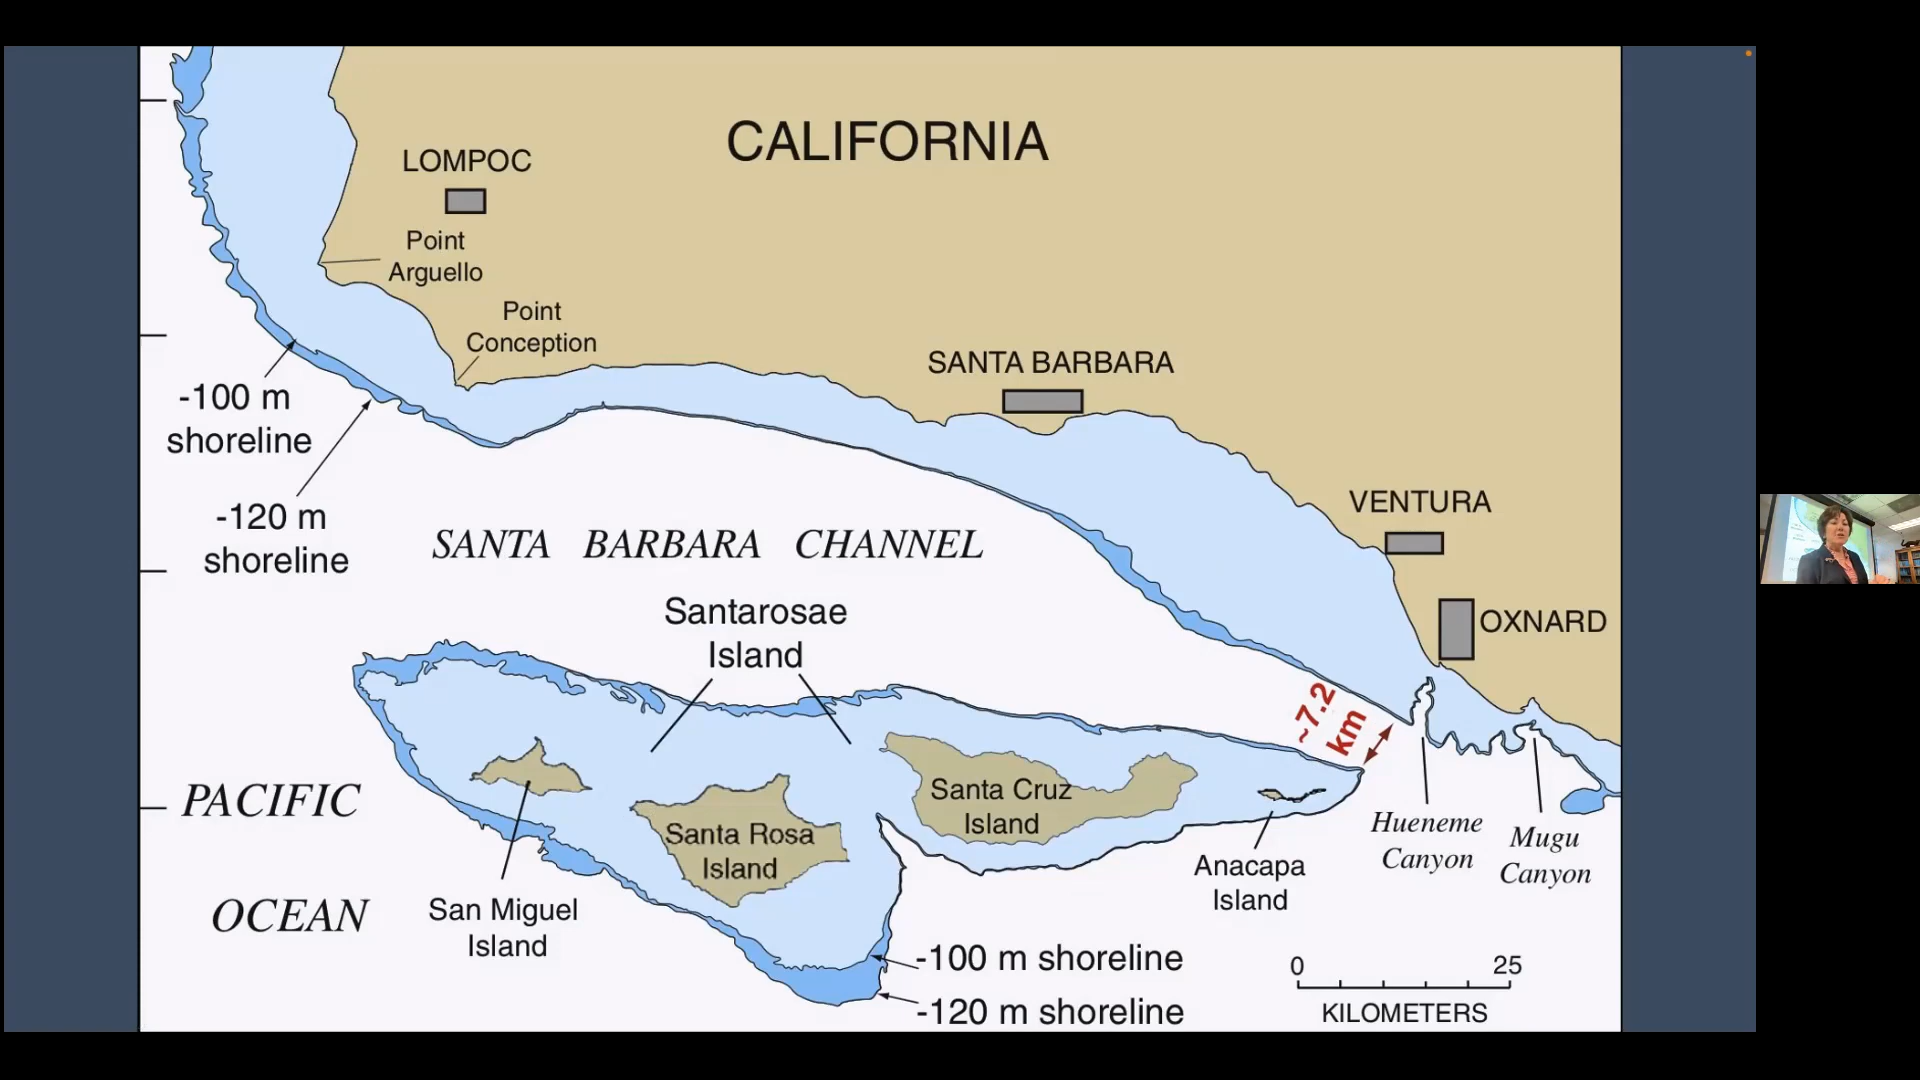 CALIFORNIA
LOMPOC
Point
Arguello
Point
Conception
SANTA BARBARA
-100 m
shoreline
-120 m
shoreline
VENTURA
SANTA BARBARA CHANNEL
Santarosae
Island
OXNARD
~7.2
km
PACIFIC
OCEAN
San Miguel
Island
Santa Rosa
Island
Santa Cruz
Island
Anacapa
Island
Hueneme
Canyon
Mugu
Canyon
-100 m shoreline
-120 m shoreline
0 25
KILOMETERS